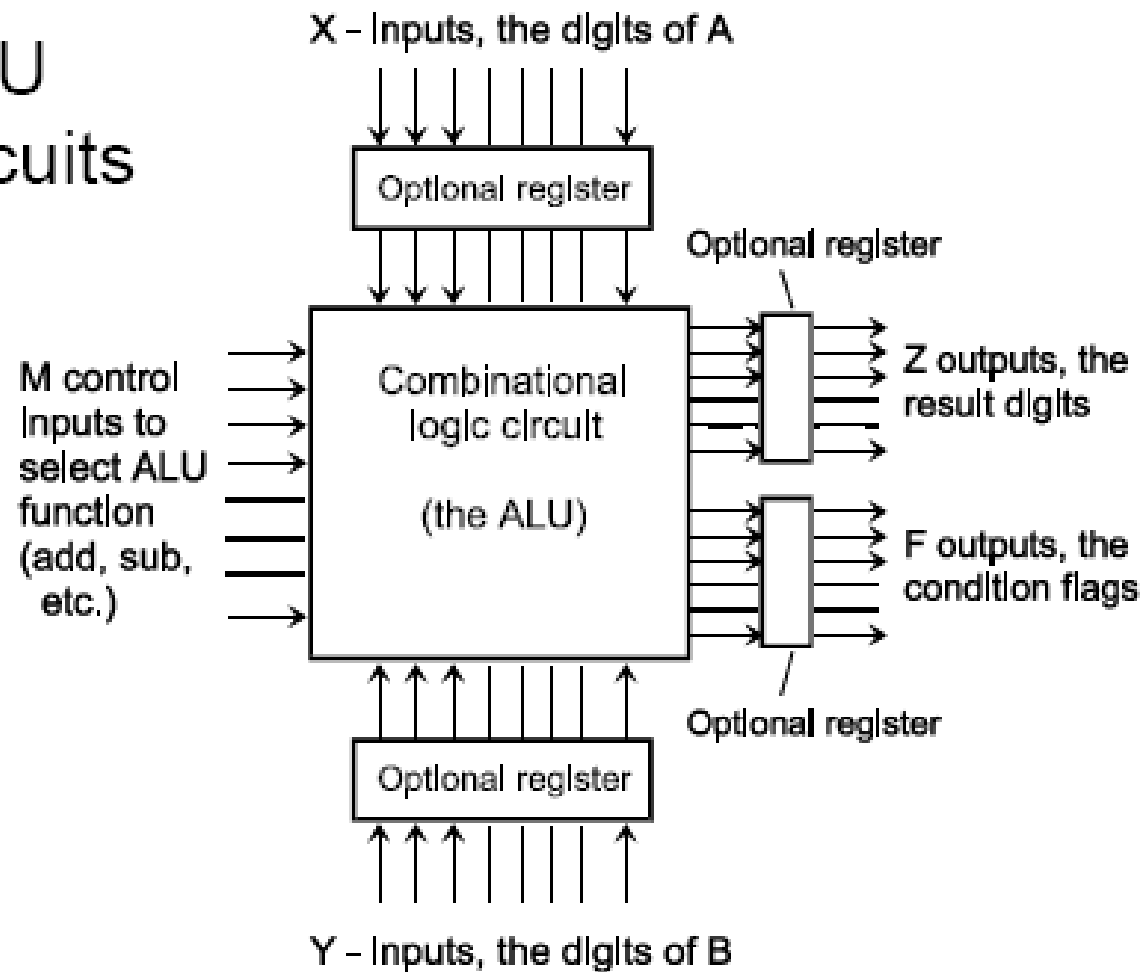 U
cuits
X – Inputs, the digits of A
Optional register
Optional register
M control
Inputs to
select ALU
function
(add, sub,
etc.)
Combinational
logic circuit
(the ALU)
Z outputs, the
result digits
F outputs, the
condition flags
Optional register
Optional register
Y – Inputs, the digits of B